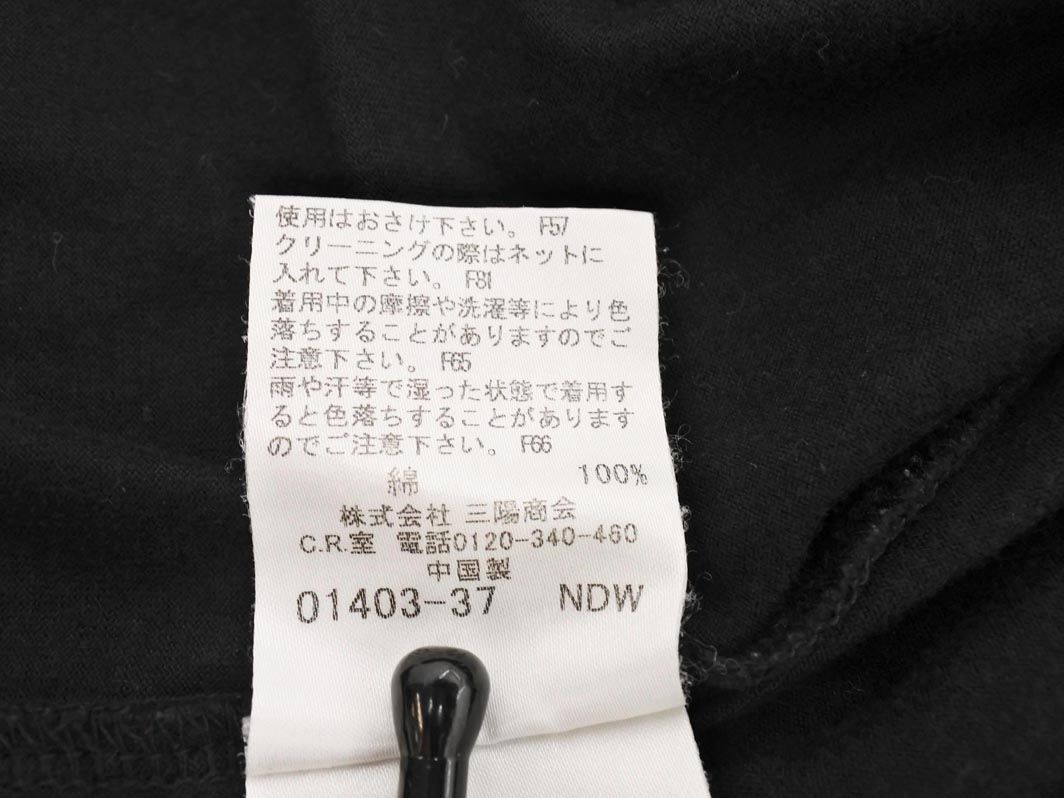 使用はおさけ下さい。 F57
クリーニングの際はネットに
入れて下さい。 F81
着用中の摩擦や洗濯等により色
落ちすることがありますのでご
注意下さい。 F65
雨や汗等で湿った状態で着用す
ると色落ちすることがあります
のでご注意下さい。 F66
綿 100%
株式会社 三陽商会
C.R.室 電話0120-340-460
中国製
01403-37 NDW